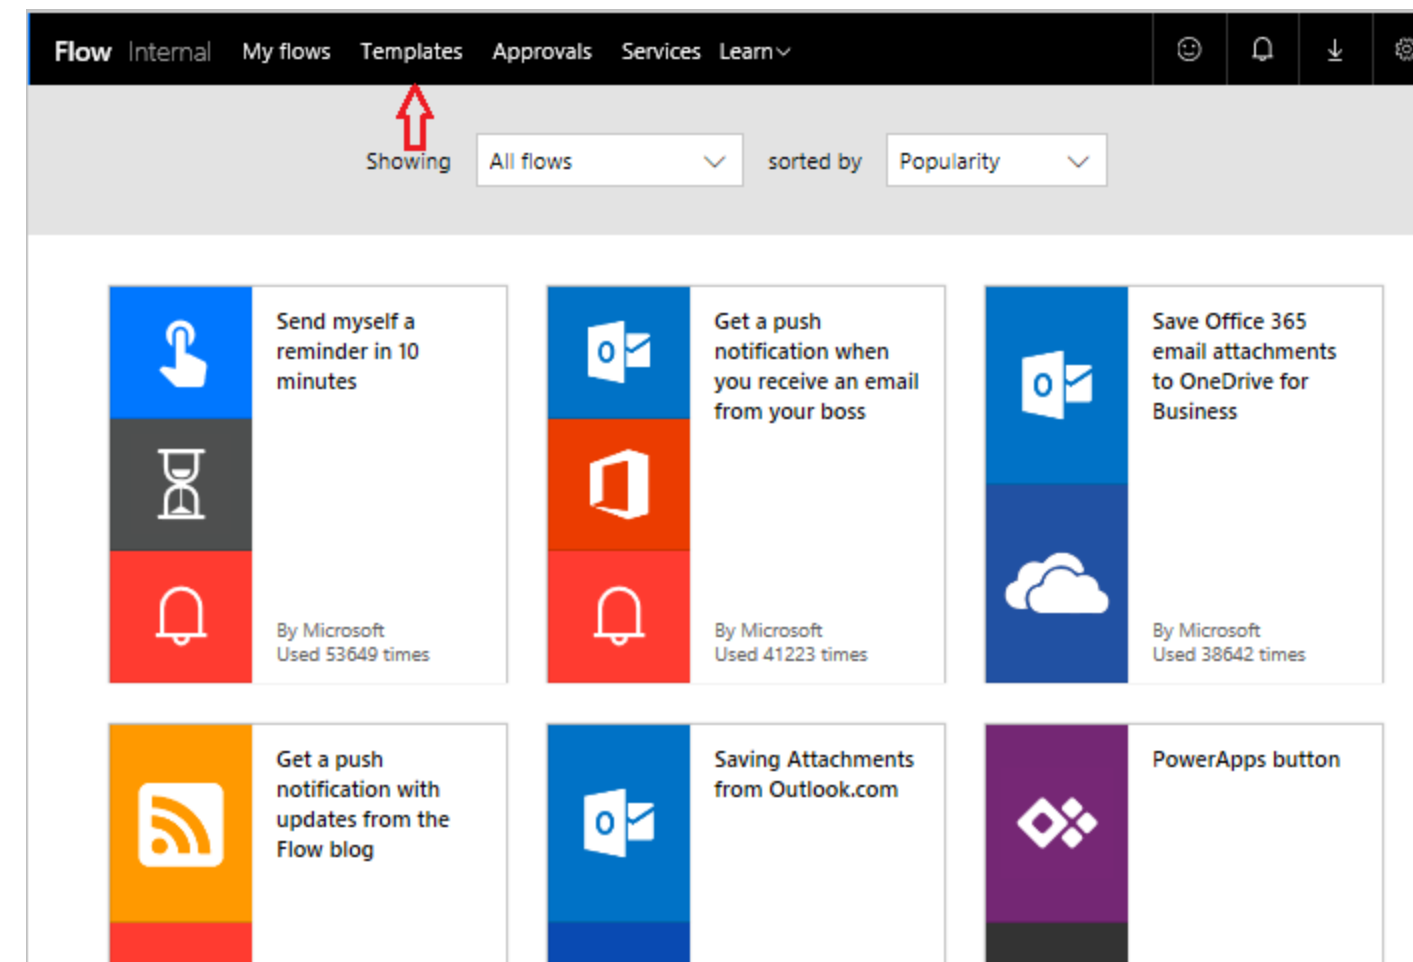 Flow Internal My flows Templates Approvals Services Learn
Showing All flows sorted by Popularity
Send myself a
reminder in 10
minutes
By Microsoft
Used 53649 times
Get a push
notification when
you receive an email
from your boss
By Microsoft
Used 41223 times
Save Office 365
email attachments
to OneDrive for
Business
By Microsoft
Used 38642 times
Get a push
notification with
updates from the
Flow blog
Saving Attachments
from Outlook.com
PowerApps button